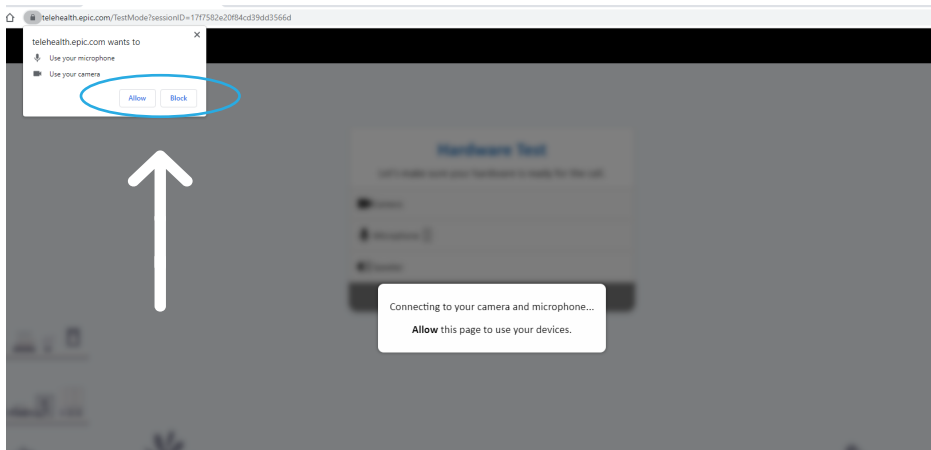 telehealth.epic.com/TestMode?sessionID=17f7582e20f84cd39dd3566d
telehealth.epic.com wants to
Use your microphone
Use your camera
Allow Block
Hardware Test
Let's make sure your hardware is ready for the call.
Connecting to your camera and microphone...
Allow this page to use your devices.